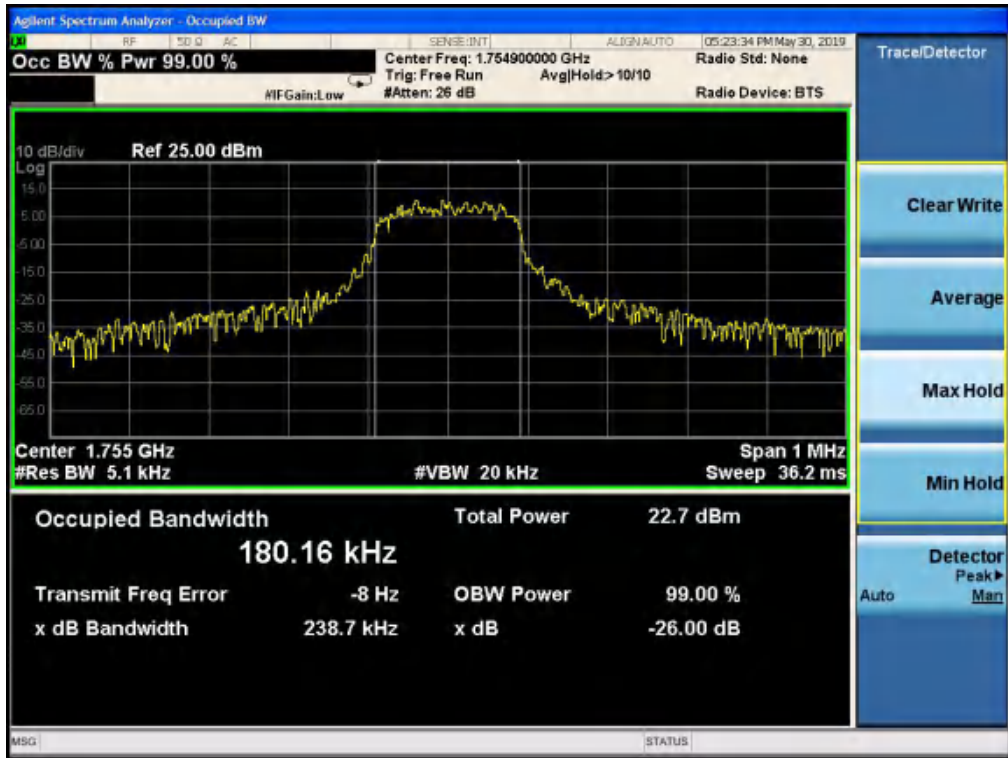 Agilent Spectrum Analyzer - Occupied BW
RF 50 Ω AC SENSE:INT ALIGN AUTO 05:23:34 PM May 30, 2019
Occ BW % Pwr 99.00 % Center Freq: 1.754900000 GHz Radio Std: None
Trig: Free Run Avg|Hold:> 10/10
#IFGain:Low #Atten: 26 dB Radio Device: BTS
Trace/Detector
10 dB/div Ref 25.00 dBm
Log
15.0
5.00
-5.00
-15.0
-25.0
-35.0
-45.0
-55.0
-65.0
Center 1.755 GHz Span 1 MHz
#Res BW 5.1 kHz #VBW 20 kHz Sweep 36.2 ms
Occupied Bandwidth Total Power 22.7 dBm
180.16 kHz
Transmit Freq Error -8 Hz OBW Power 99.00 %
x dB Bandwidth 238.7 kHz x dB -26.00 dB
Clear Write
Average
Max Hold
Min Hold
Detector
Peak▶
Auto Man
MSG STATUS